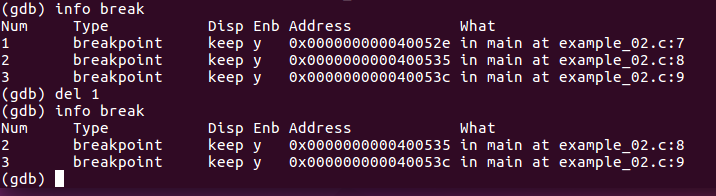 (gdb) info break
Num     Type           Disp Enb Address            What
1       breakpoint     keep y   0x000000000040052e in main at example_02.c:7
2       breakpoint     keep y   0x0000000000400535 in main at example_02.c:8
3       breakpoint     keep y   0x000000000040053c in main at example_02.c:9
(gdb) del 1
(gdb) info break
Num     Type           Disp Enb Address            What
2       breakpoint     keep y   0x0000000000400535 in main at example_02.c:8
3       breakpoint     keep y   0x000000000040053c in main at example_02.c:9
(gdb)